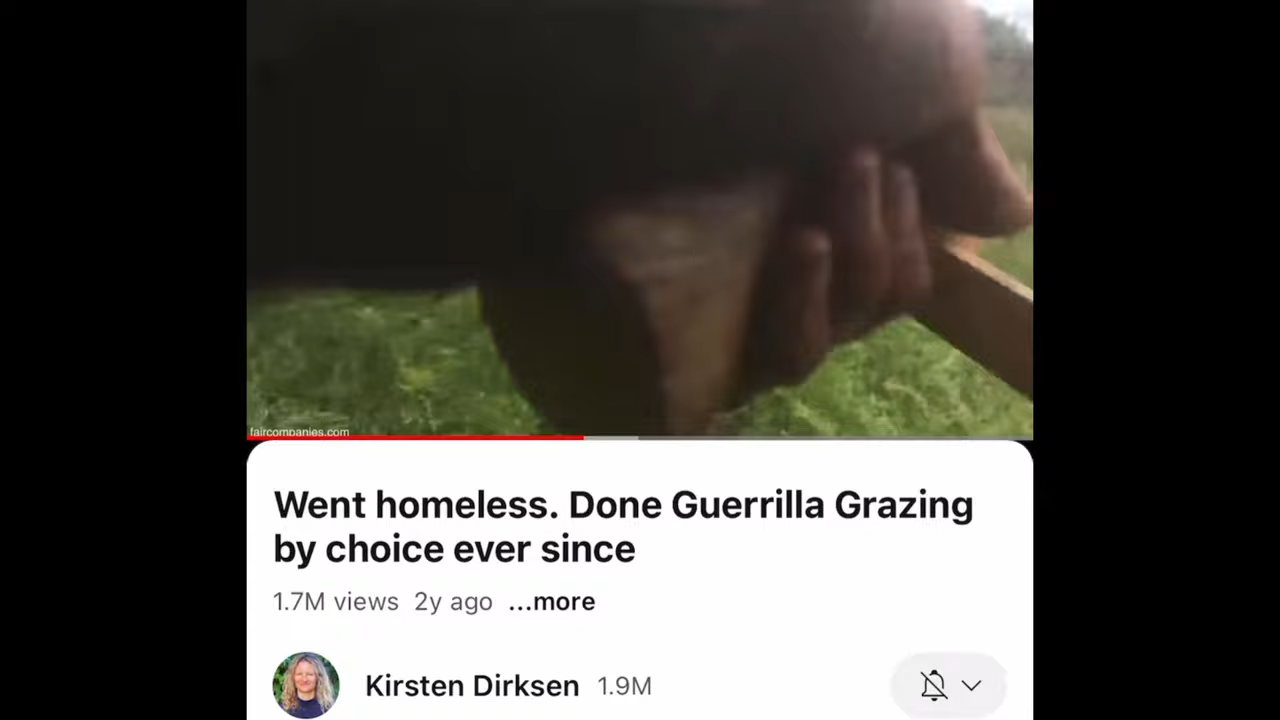 faircompanies.com
Went homeless. Done Guerrilla Grazing
by choice ever since
1.7M views 2y ago ...more
Kirsten Dirksen 1.9M